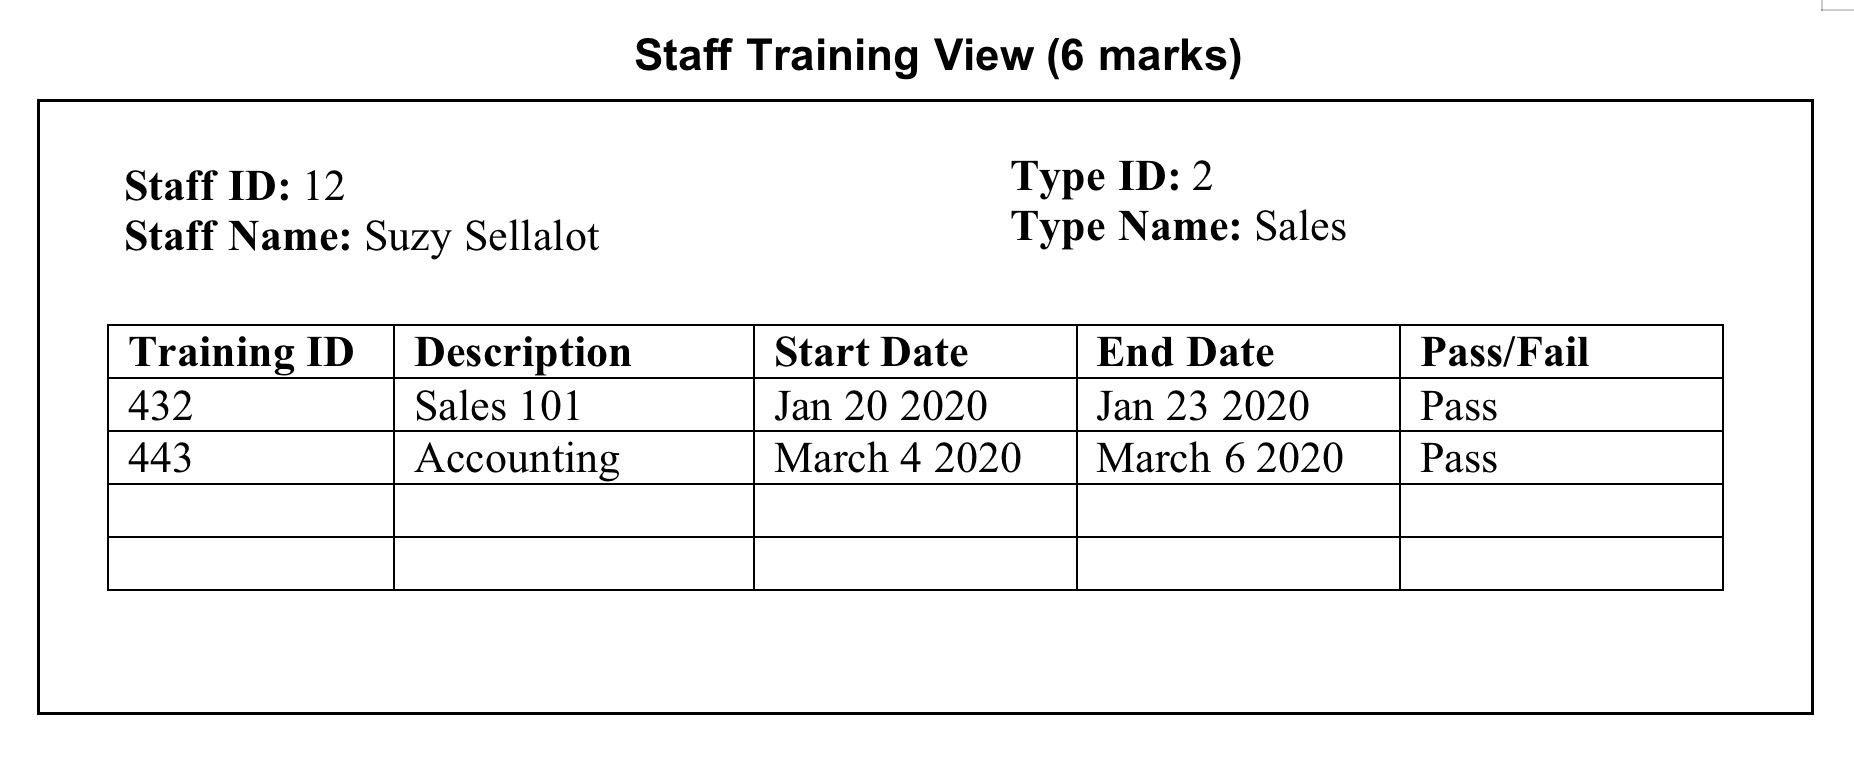 Staff Training View (6 marks)
Staff ID: 12
Staff Name: Suzy Sellalot
Type ID: 2
Type Name: Sales
Training ID Description Start Date End Date Pass/Fail
432 Sales 101 Jan 20 2020 Jan 23 2020 Pass
443 Accounting March 4 2020 March 6 2020 Pass